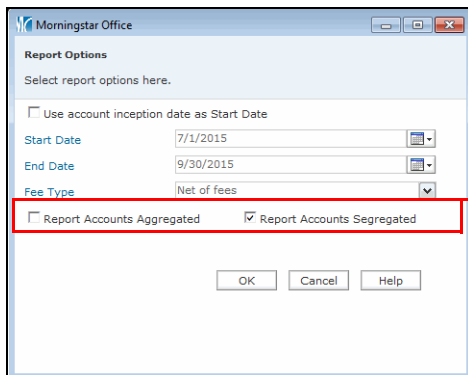 Morningstar Office
Report Options
Select report options here.
Use account inception date as Start Date
Start Date 7/1/2015
End Date 9/30/2015
Fee Type Net of fees
Report Accounts Aggregated Report Accounts Segregated
OK Cancel Help